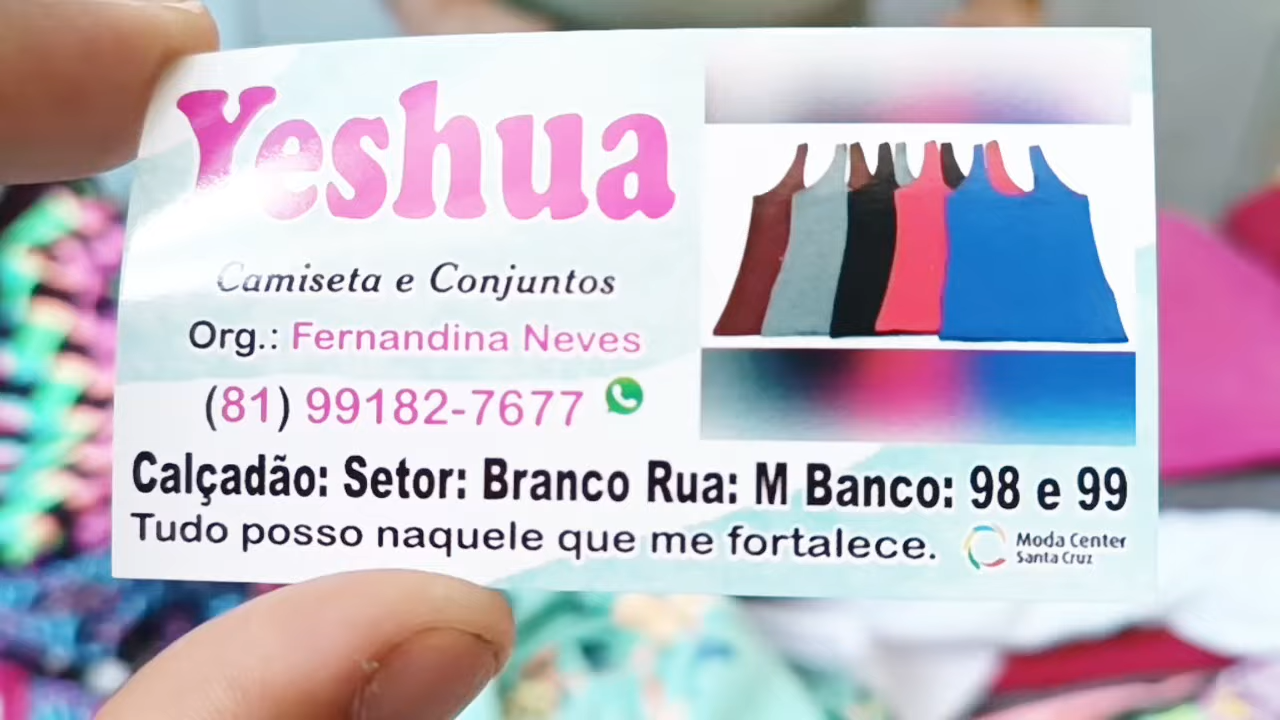 Yeshua
Camiseta e Conjuntos
Org.: Fernandina Neves
(81) 99182-7677
Calçadão: Setor: Branco Rua: M Banco: 98 e 99
Tudo posso naquele que me fortalece.
Moda Center
Santa Cruz